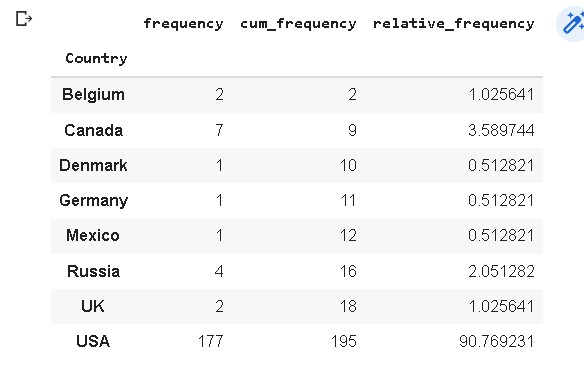 frequency cum_frequency relative_frequency
Country
Belgium 2 2 1.025641
Canada 7 9 3.589744
Denmark 1 10 0.512821
Germany 1 11 0.512821
Mexico 1 12 0.512821
Russia 4 16 2.051282
UK 2 18 1.025641
USA 177 195 90.769231